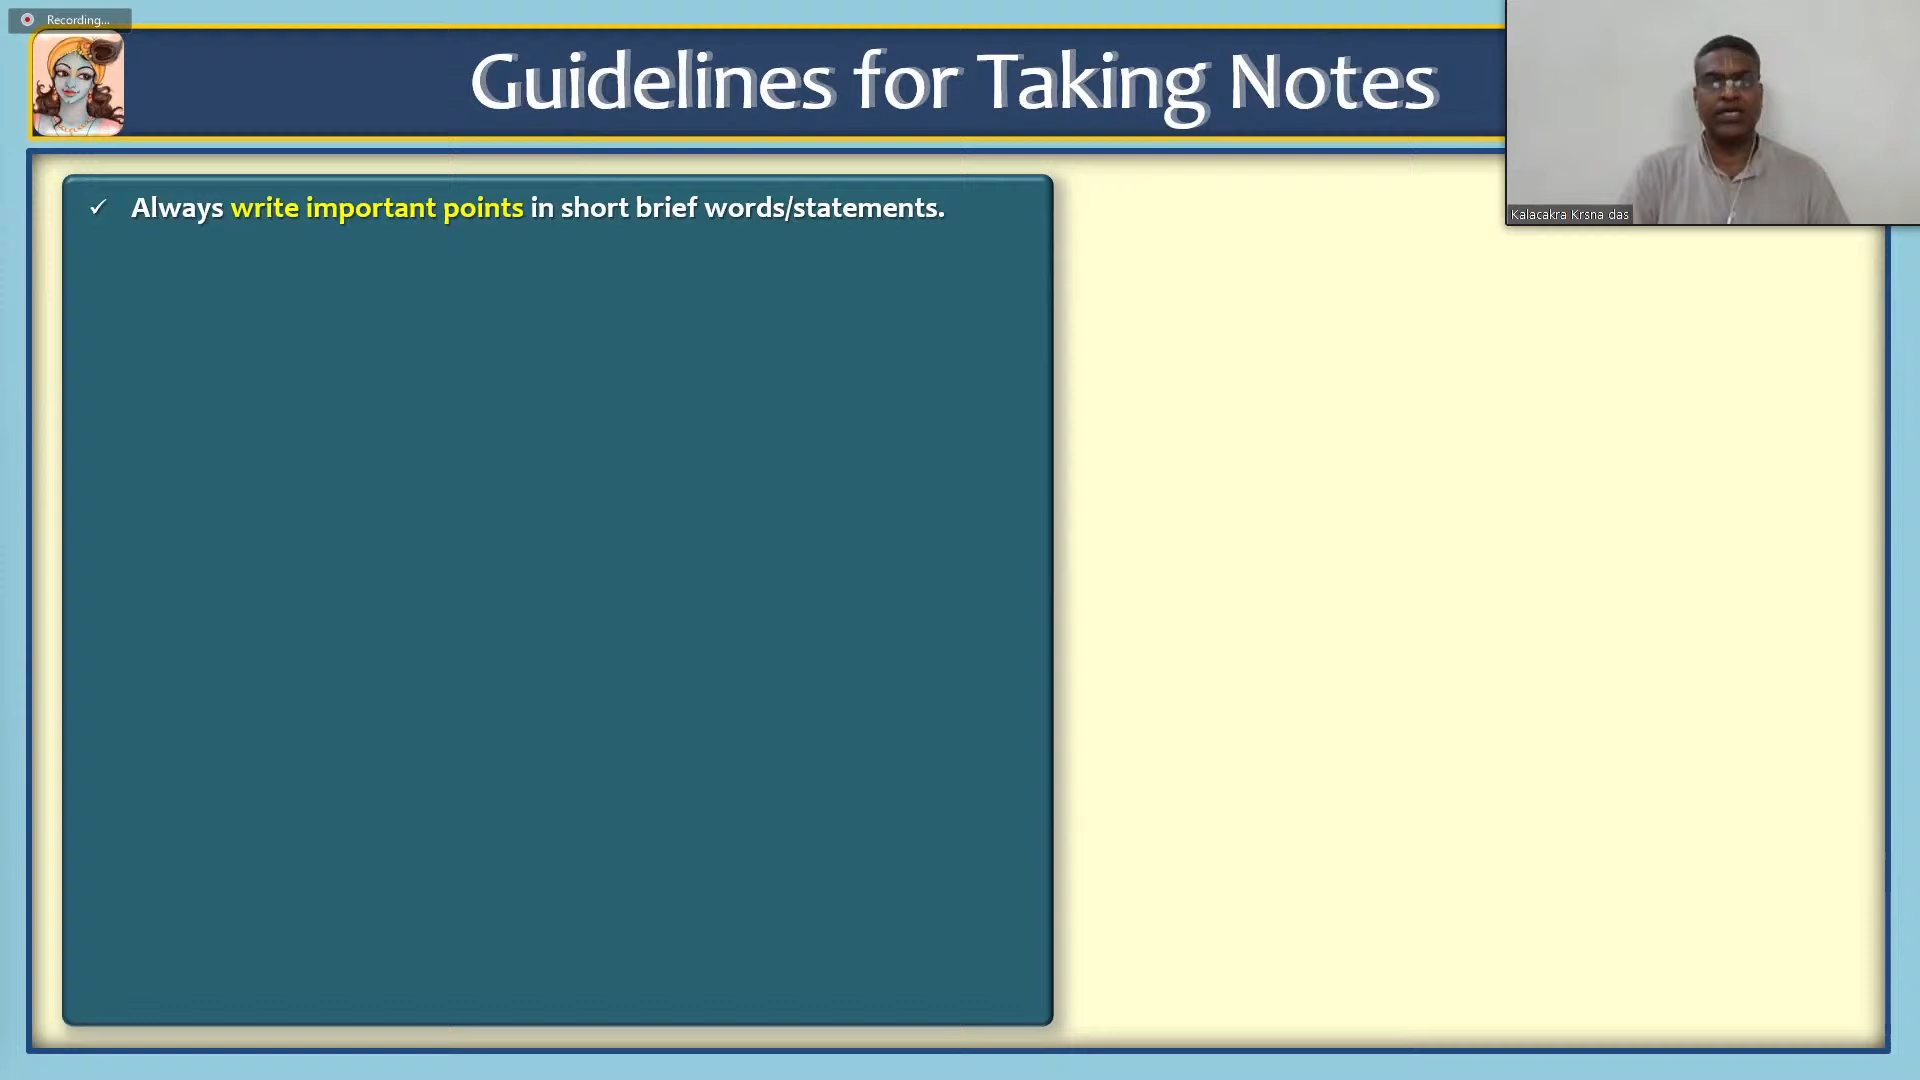 Recording...
Guidelines for Taking Notes
✓ Always write important points in short brief words/statements.
Kalacakra Krsna das